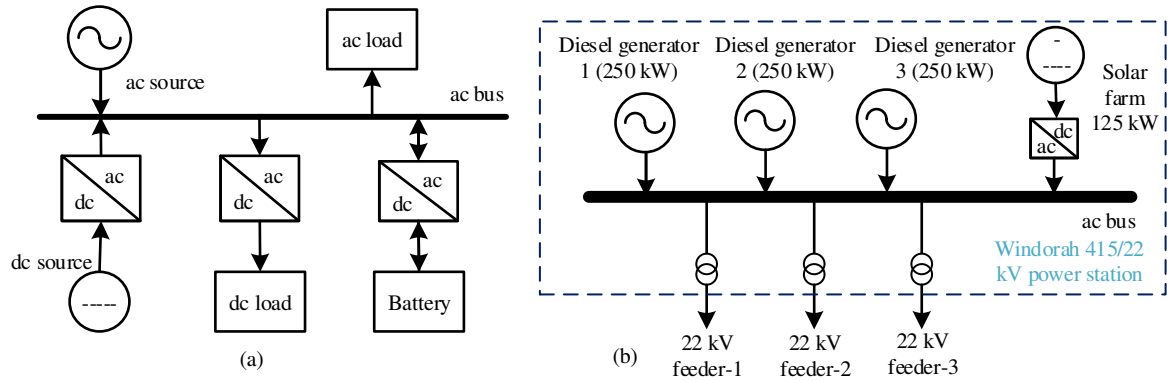 ac source
ac load
ac bus
ac
dc
ac
dc
ac
dc
dc source
dc load
Battery
(a)
Diesel generator
1 (250 kW)
Diesel generator
2 (250 kW)
Diesel generator
3 (250 kW)
Solar
farm
125 kW
dc
ac
ac bus
Windorah 415/22
kV power station
22 kV
feeder-1
22 kV
feeder-2
22 kV
feeder-3
(b)